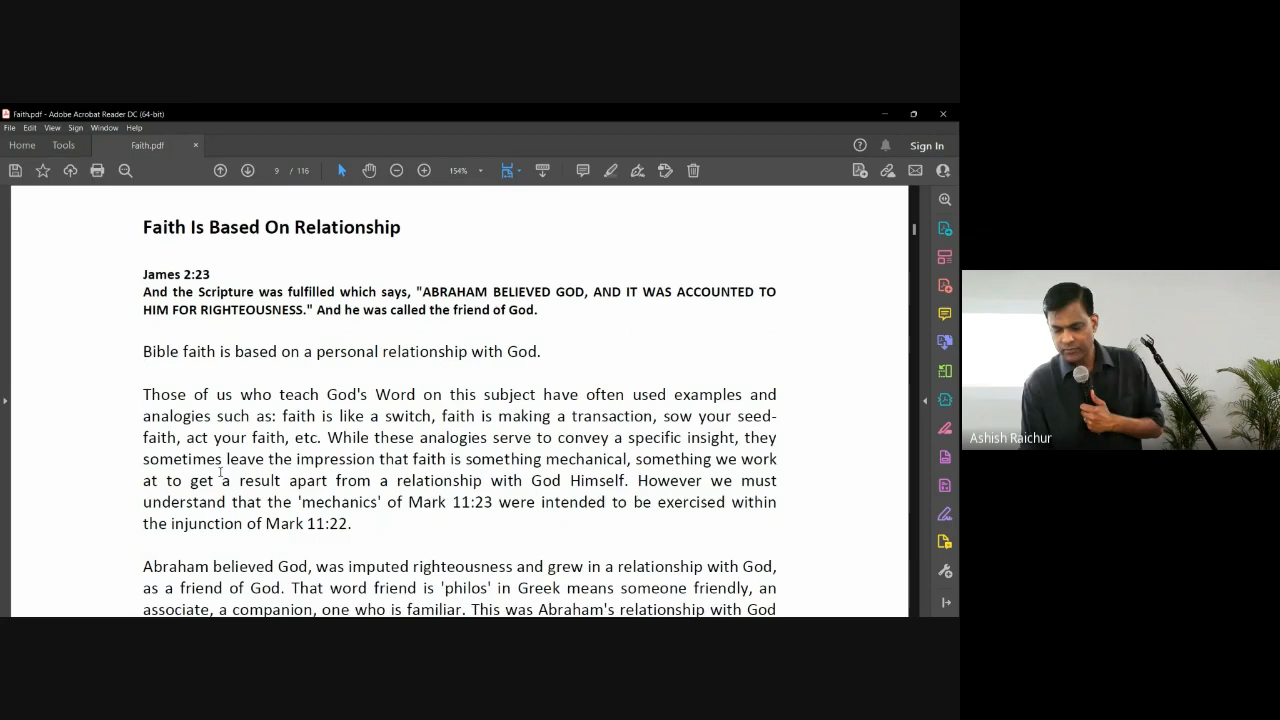 Faith.pdf - Adobe Acrobat Reader DC (64-bit)
File Edit View Sign Window Help
Home Tools Faith.pdf × Sign In
9 / 116 154%
Faith Is Based On Relationship
James 2:23
And the Scripture was fulfilled which says, "ABRAHAM BELIEVED GOD, AND IT WAS ACCOUNTED TO
HIM FOR RIGHTEOUSNESS." And he was called the friend of God.
Bible faith is based on a personal relationship with God.
Those of us who teach God's Word on this subject have often used examples and
analogies such as: faith is like a switch, faith is making a transaction, sow your seed-
faith, act your faith, etc. While these analogies serve to convey a specific insight, they
sometimes leave the impression that faith is something mechanical, something we work
at to get a result apart from a relationship with God Himself. However we must
understand that the 'mechanics' of Mark 11:23 were intended to be exercised within
the injunction of Mark 11:22.
Abraham believed God, was imputed righteousness and grew in a relationship with God,
as a friend of God. That word friend is 'philos' in Greek means someone friendly, an
associate, a companion, one who is familiar. This was Abraham's relationship with God
Ashish Raichur